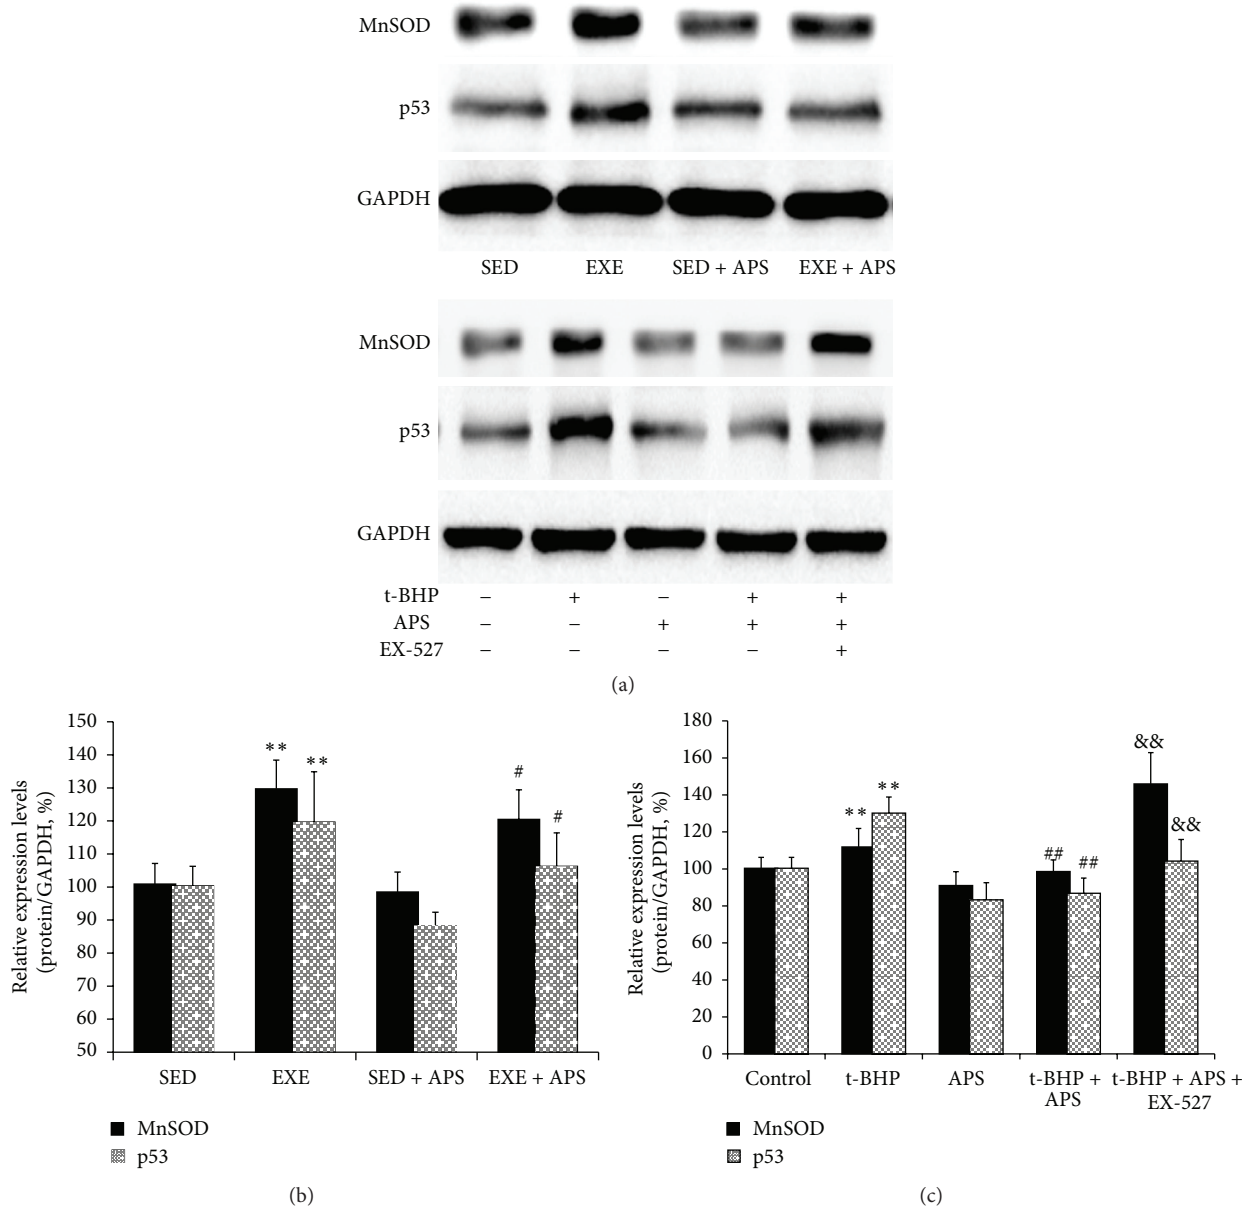 MnSOD
p53
GAPDH
SED EXE SED + APS EXE + APS
MnSOD
p53
GAPDH
t-BHP − + − + +
APS − − + + +
EX-527 − − − − +
(a)
150
140
130
120
110
100
90
80
70
60
50
Relative expression levels
(protein/GAPDH, %)
** ** # #
SED EXE SED + APS EXE + APS
MnSOD
p53
(b)
180
160
140
120
100
80
60
40
20
0
Relative expression levels
(protein/GAPDH, %)
** ** ## ## && &&
Control t-BHP APS t-BHP + t-BHP + APS +
APS EX-527
MnSOD
p53
(c)